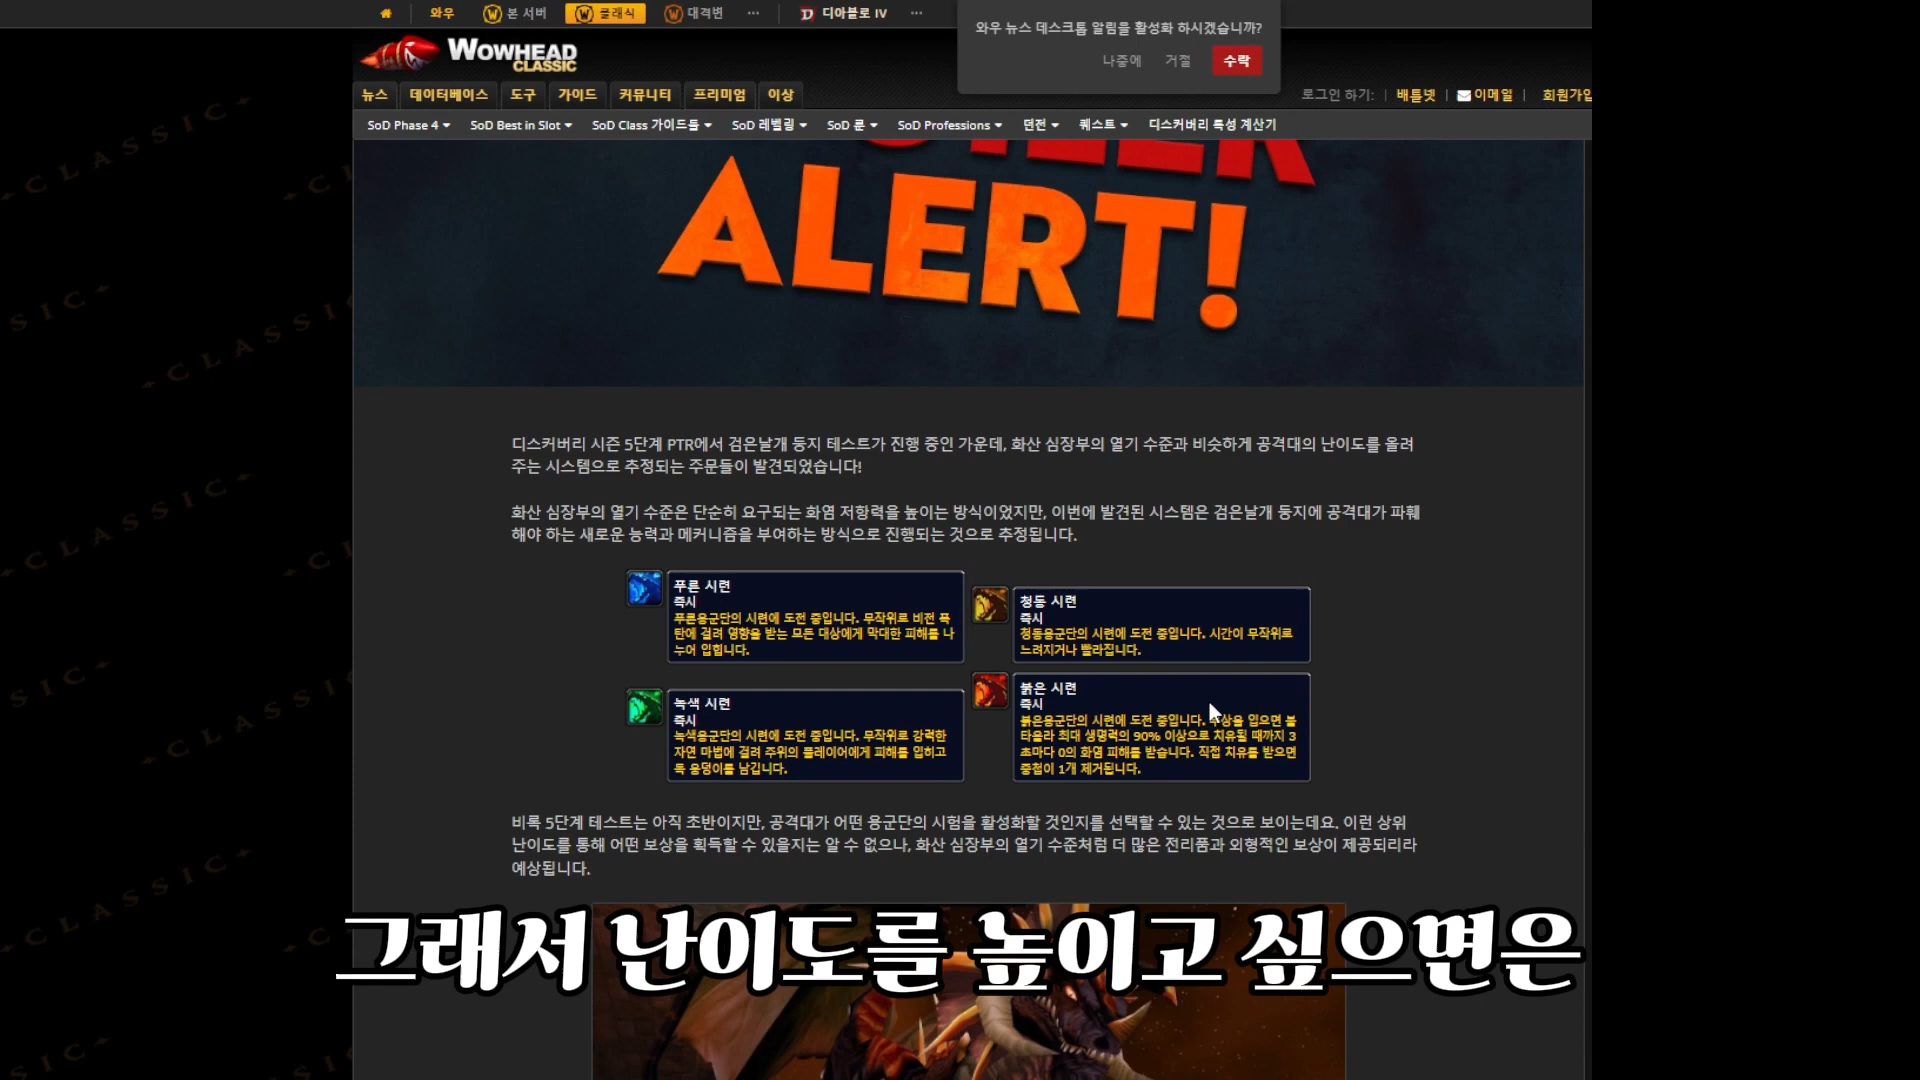 와우
본 서버
클래식
대격변
···
디아블로 IV
···
와우 뉴스 데스크톱 알림을 활성화 하시겠습니까?
나중에
거절
수락
WOWHEAD
CLASSIC
뉴스
데이터베이스
도구
가이드
커뮤니티
프리미엄
이상
로그인 하기: | 배틀넷 | 이메일 | 회원가입
SoD Phase 4
SoD Best in Slot
SoD Class 가이드들
SoD 레벨링
SoD 룬
SoD Professions
던전
퀘스트
디스커버리 특성 계산기
ALERT!
디스커버리 시즌 5단계 PTR에서 검은날개 둥지 테스트가 진행 중인 가운데, 화산 심장부의 열기 수준과 비슷하게 공격대의 난이도를 올려
주는 시스템으로 추정되는 주문들이 발견되었습니다!
화산 심장부의 열기 수준은 단순히 요구되는 화염 저항력을 높이는 방식이었지만, 이번에 발견된 시스템은 검은날개 둥지에 공격대가 파훼
해야 하는 새로운 능력과 메커니즘을 부여하는 방식으로 진행되는 것으로 추정됩니다.
푸른 시련
즉시
푸른용군단의 시련에 도전 중입니다. 무작위로 비전 폭
탄에 걸려 영향을 받는 모든 대상에게 막대한 피해를 나
누어 입힙니다.
청동 시련
즉시
청동용군단의 시련에 도전 중입니다. 시간이 무작위로
느려지거나 빨라집니다.
녹색 시련
즉시
녹색용군단의 시련에 도전 중입니다. 무작위로 강력한
자연 마법에 걸려 주위의 플레이어에게 피해를 입히고
독 웅덩이를 남깁니다.
붉은 시련
즉시
붉은용군단의 시련에 도전 중입니다. 부상을 입으면 불
타올라 최대 생명력의 90% 이상으로 치유될 때까지 3
초마다 0의 화염 피해를 받습니다. 직접 치유를 받으면
중첩이 1개 제거됩니다.
비록 5단계 테스트는 아직 초반이지만, 공격대가 어떤 용군단의 시험을 활성화할 것인지를 선택할 수 있는 것으로 보이는데요. 이런 상위
난이도를 통해 어떤 보상을 획득할 수 있을지는 알 수 없으나, 화산 심장부의 열기 수준처럼 더 많은 전리품과 외형적인 보상이 제공되리라
예상됩니다.
그래서 난이도를 높이고 싶으면은
CLASSIC
CLASSIC
CLASSIC
CLASSIC
CLASSIC